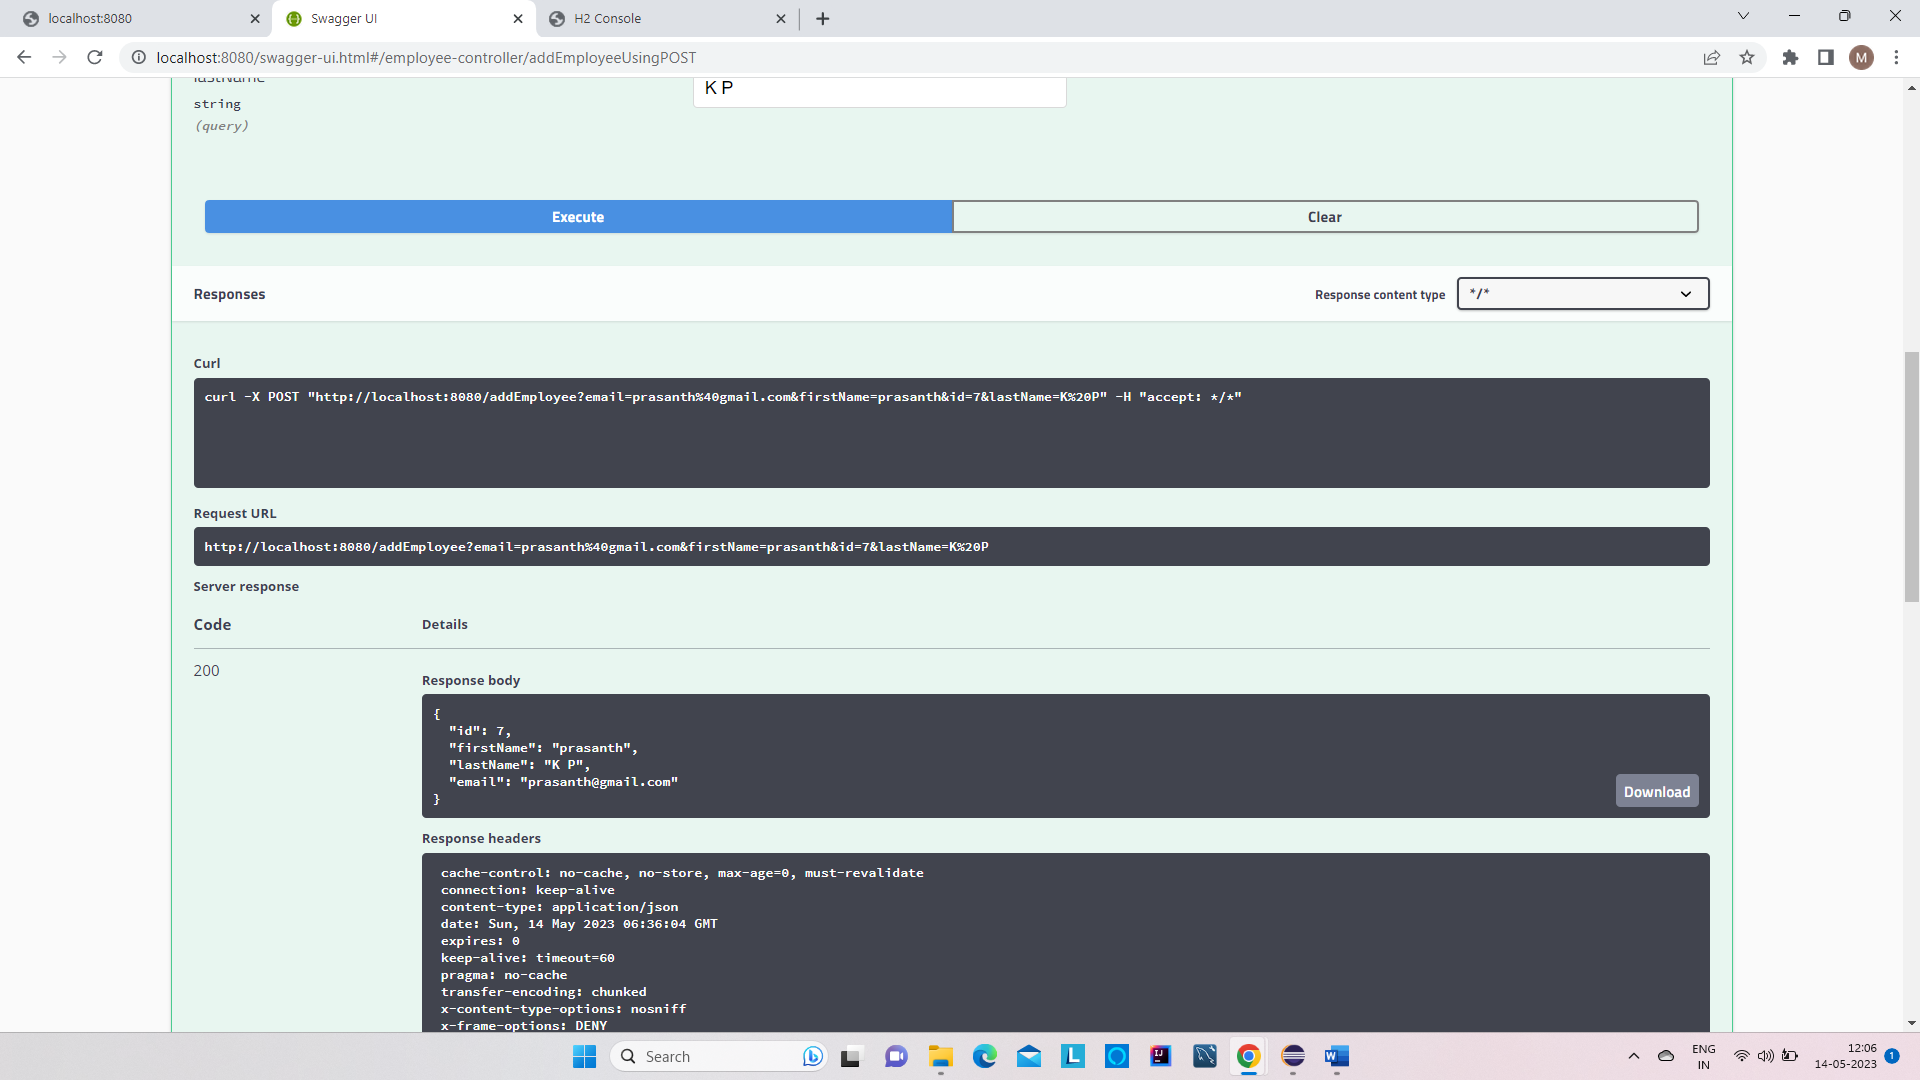 localhost:8080
Swagger UI
H2 Console
localhost:8080/swagger-ui.html#/employee-controller/addEmployeeUsingPOST
M
lastName
string
(query)
K P
Execute
Clear
Responses
Response content type
*/*
Curl
curl -X POST "http://localhost:8080/addEmployee?email=prasanth%40gmail.com&firstName=prasanth&id=7&lastName=K%20P" -H "accept: */*"
Request URL
http://localhost:8080/addEmployee?email=prasanth%40gmail.com&firstName=prasanth&id=7&lastName=K%20P
Server response
Code
Details
200
Response body
{
"id": 7,
"firstName": "prasanth",
"lastName": "K P",
"email": "prasanth@gmail.com"
}
Download
Response headers
cache-control: no-cache, no-store, max-age=0, must-revalidate
connection: keep-alive
content-type: application/json
date: Sun, 14 May 2023 06:36:04 GMT
expires: 0
keep-alive: timeout=60
pragma: no-cache
transfer-encoding: chunked
x-content-type-options: nosniff
x-frame-options: DENY
Search
L
IJ
W
ENG
IN
12:06
14-05-2023
1